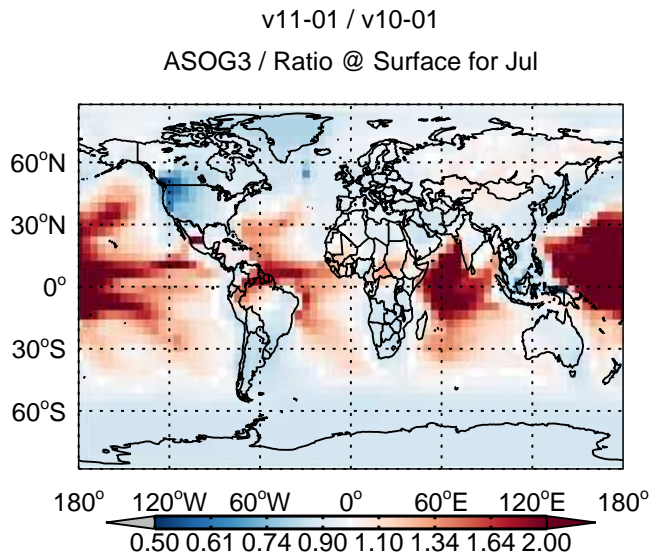 v11-01 / v10-01
ASOG3 / Ratio @ Surface for Jul
60°N
30°N
0°
30°S
60°S
180° 120°W 60°W 0° 60°E 120°E 180°
0.50 0.61 0.74 0.90 1.10 1.34 1.64 2.00